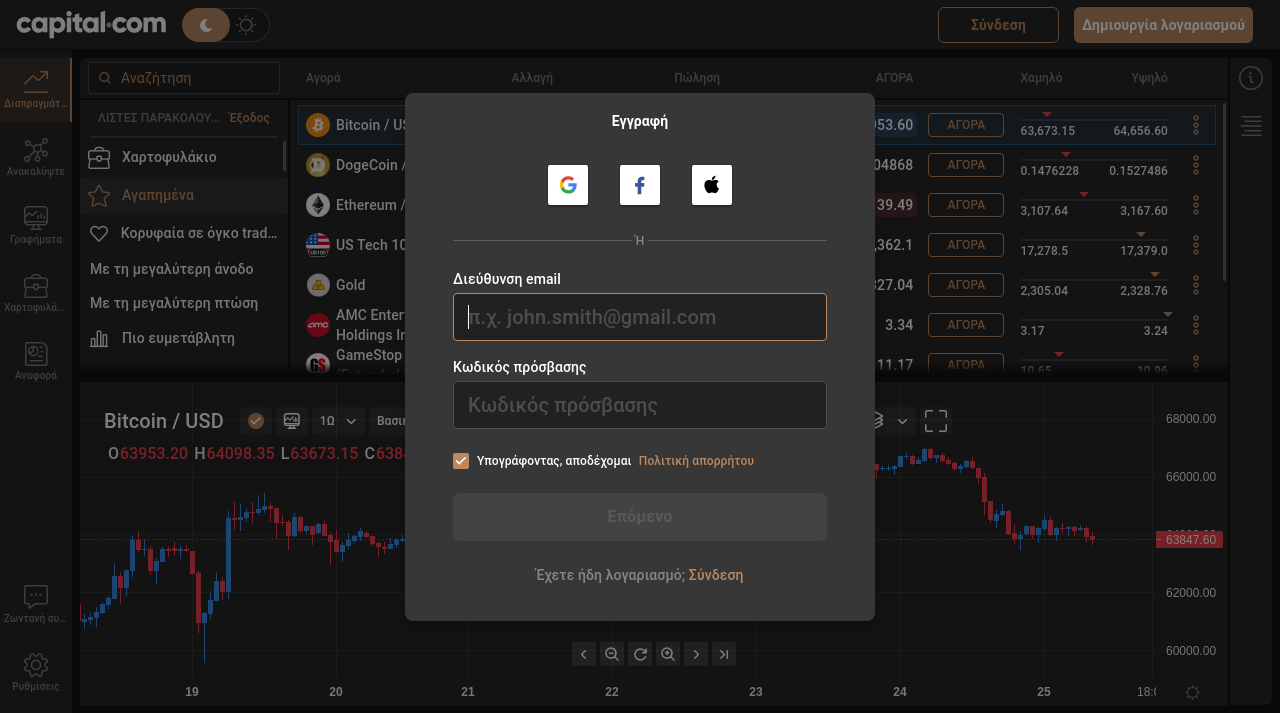 capital.com
Σύνδεση
Δημιουργία λογαριασμού
Διαπραγμάτ...
Ανακαλύψτε
Γραφήματα
Χαρτοφυλά...
Αναφορά
Ζωντανή συ...
Ρυθμίσεις
Αναζήτηση
ΛΙΣΤΕΣ ΠΑΡΑΚΟΛΟΥ... Έξοδος
Χαρτοφυλάκιο
Αγαπημένα
Κορυφαία σε όγκο trad...
Με τη μεγαλύτερη άνοδο
Με τη μεγαλύτερη πτώση
Πιο ευμετάβλητη
Αγορά Αλλαγή Πώληση ΑΓΟΡΑ Χαμηλό Υψηλό
Bitcoin / US 953.60 ΑΓΟΡΑ 63,673.15 64,656.60
DogeCoin / 04868 ΑΓΟΡΑ 0.1476228 0.1527486
Ethereum / 39.49 ΑΓΟΡΑ 3,107.64 3,167.60
US100 US Tech 10 ,362.1 ΑΓΟΡΑ 17,278.5 17,379.0
Gold 327.04 ΑΓΟΡΑ 2,305.04 2,328.76
amc AMC Enter
Holdings In 3.34 ΑΓΟΡΑ 3.17 3.24
GS GameStop 11.17 ΑΓΟΡΑ 10.65 10.96
Εγγραφή
Ή
Διεύθυνση email
π.χ. john.smith@gmail.com
Κωδικός πρόσβασης
Κωδικός πρόσβασης
Υπογράφοντας, αποδέχομαι Πολιτική απορρήτου
Επόμενο
Έχετε ήδη λογαριασμό; Σύνδεση
Bitcoin / USD 1Ω Βασικ
O63953.20 H64098.35 L63673.15 C6384
68000.00
66000.00
63847.60
62000.00
60000.00
19 20 21 22 23 24 25 18:0